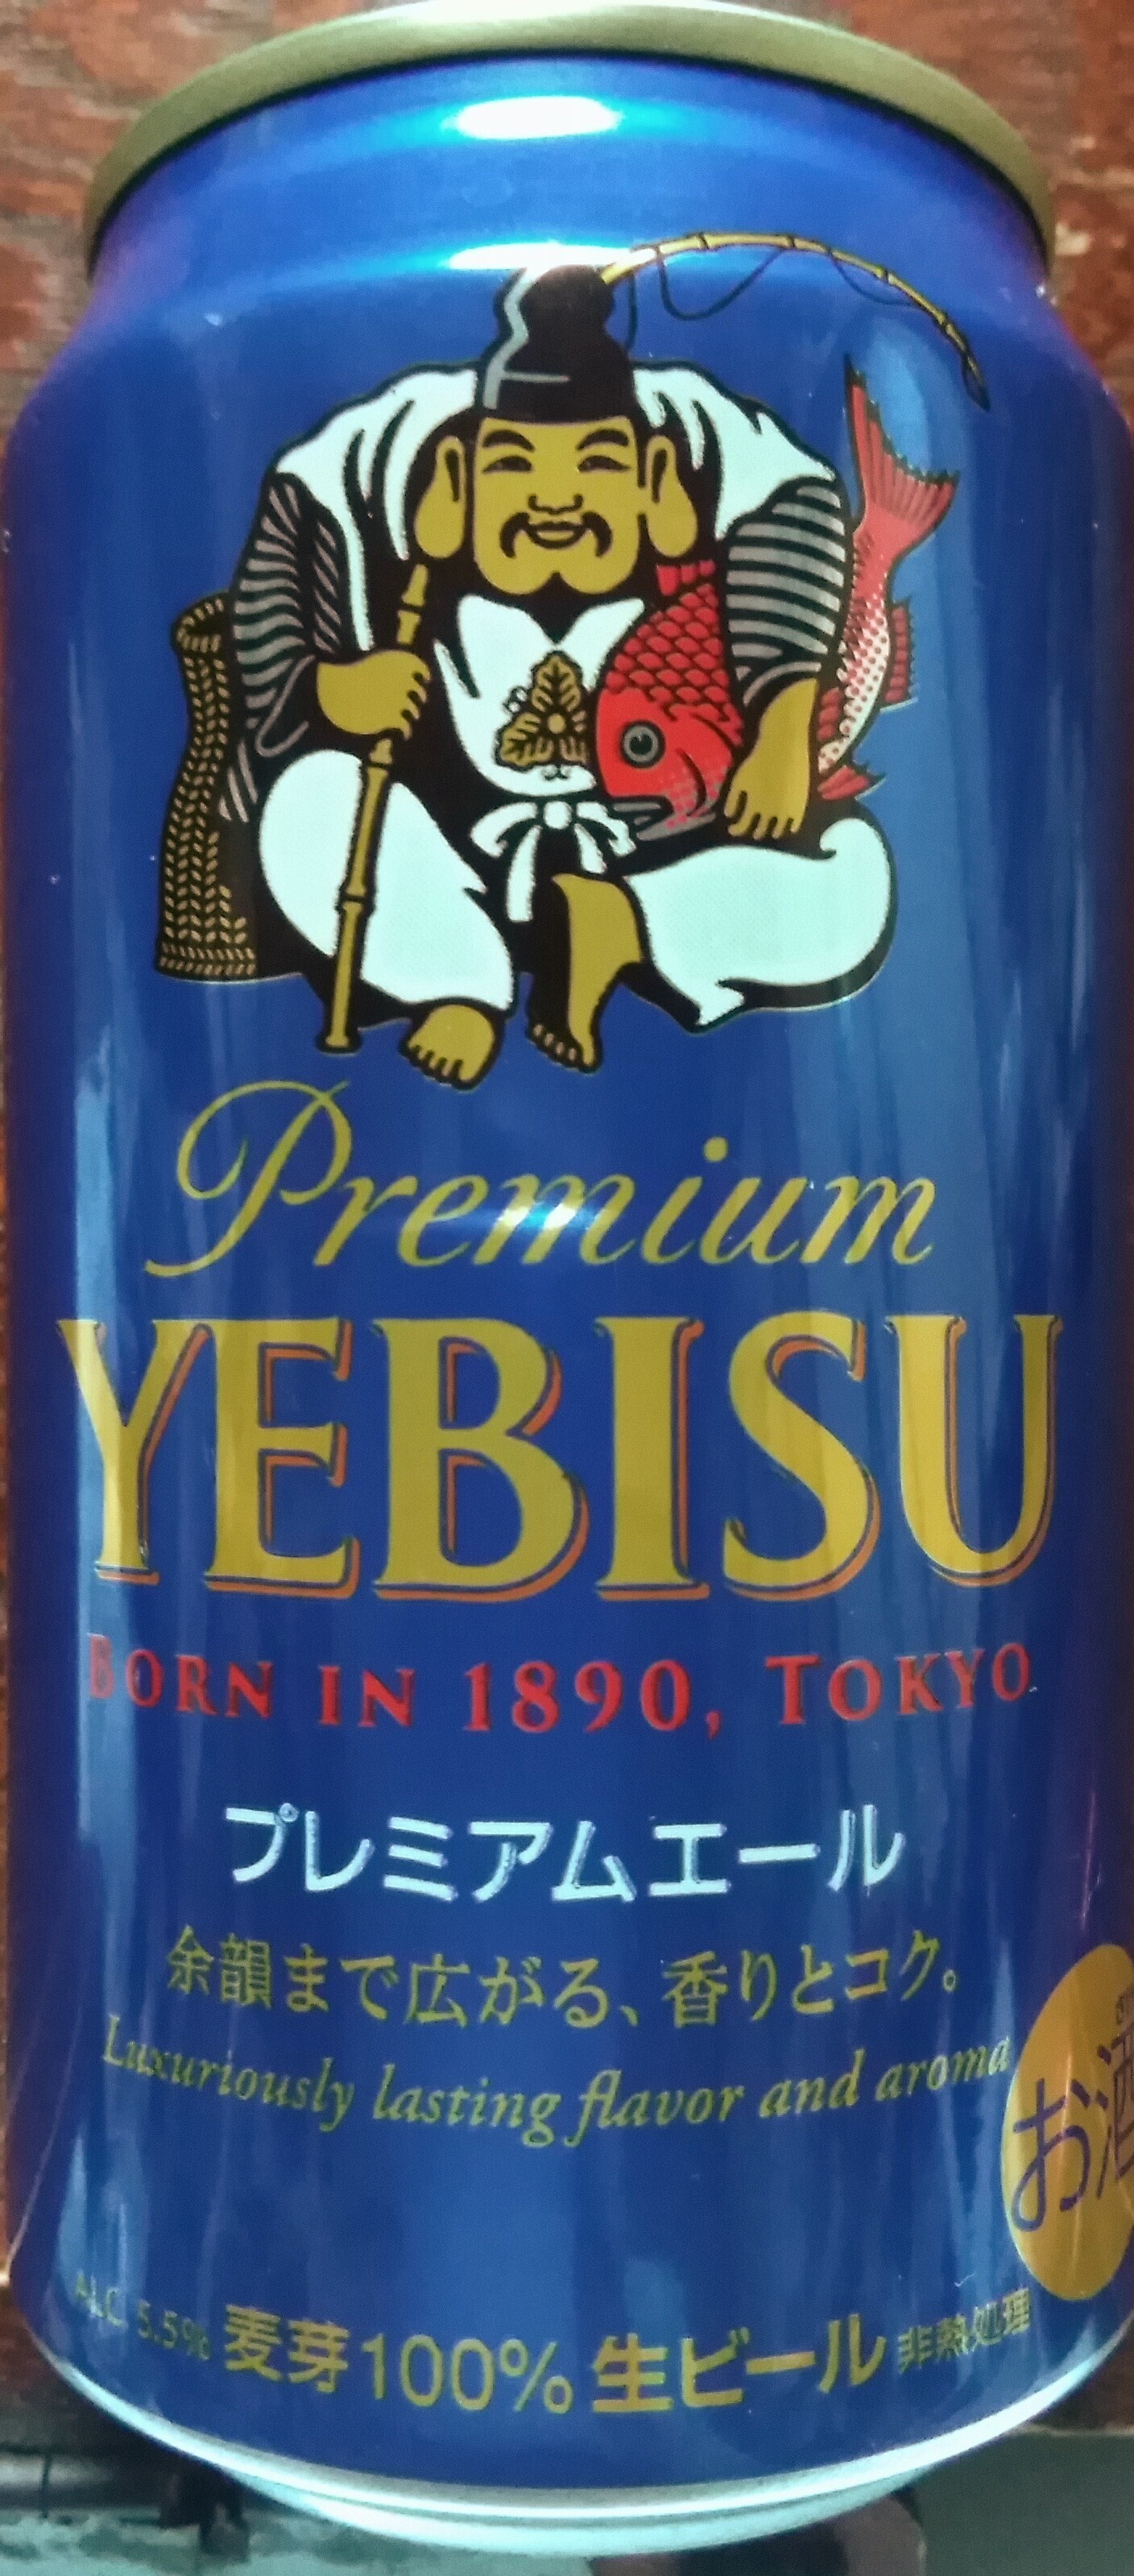 Premium
YEBISU
BORN IN 1890, TOKYO
プレミアムエール
余韻まで広がる、香りとコク。
Luxuriously lasting flavor and aroma
お酒
ALC. 5.5% 麦芽100% 生ビール 非熱処理